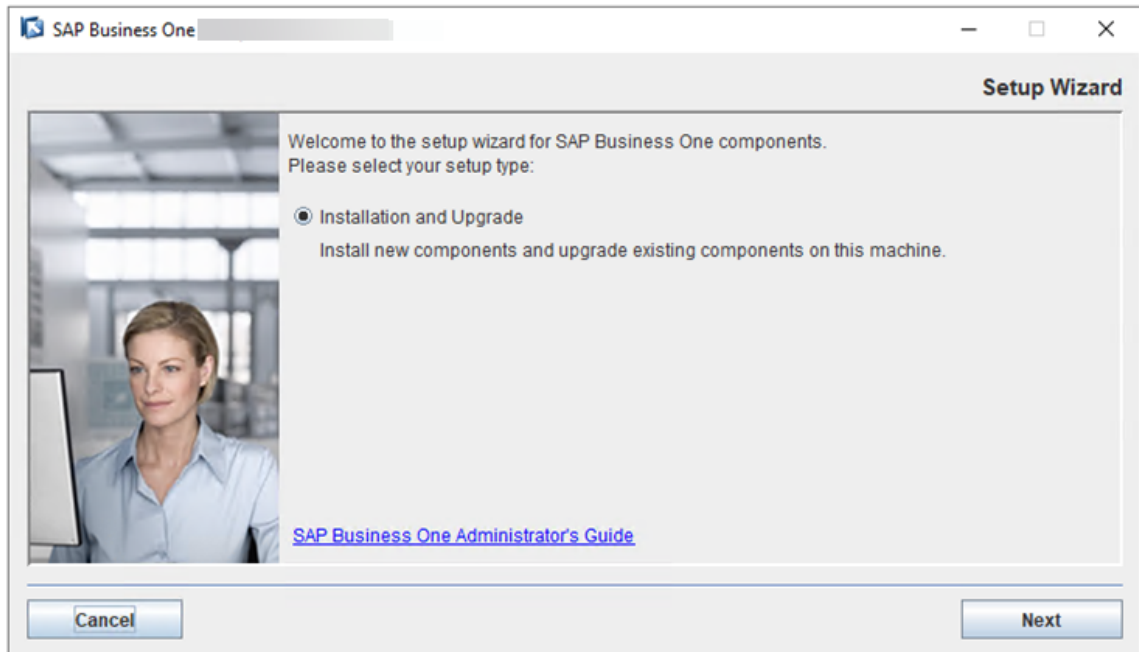 SAP Business One
Setup Wizard
Welcome to the setup wizard for SAP Business One components.
Please select your setup type:
Installation and Upgrade
Install new components and upgrade existing components on this machine.
SAP Business One Administrator's Guide
Cancel
Next